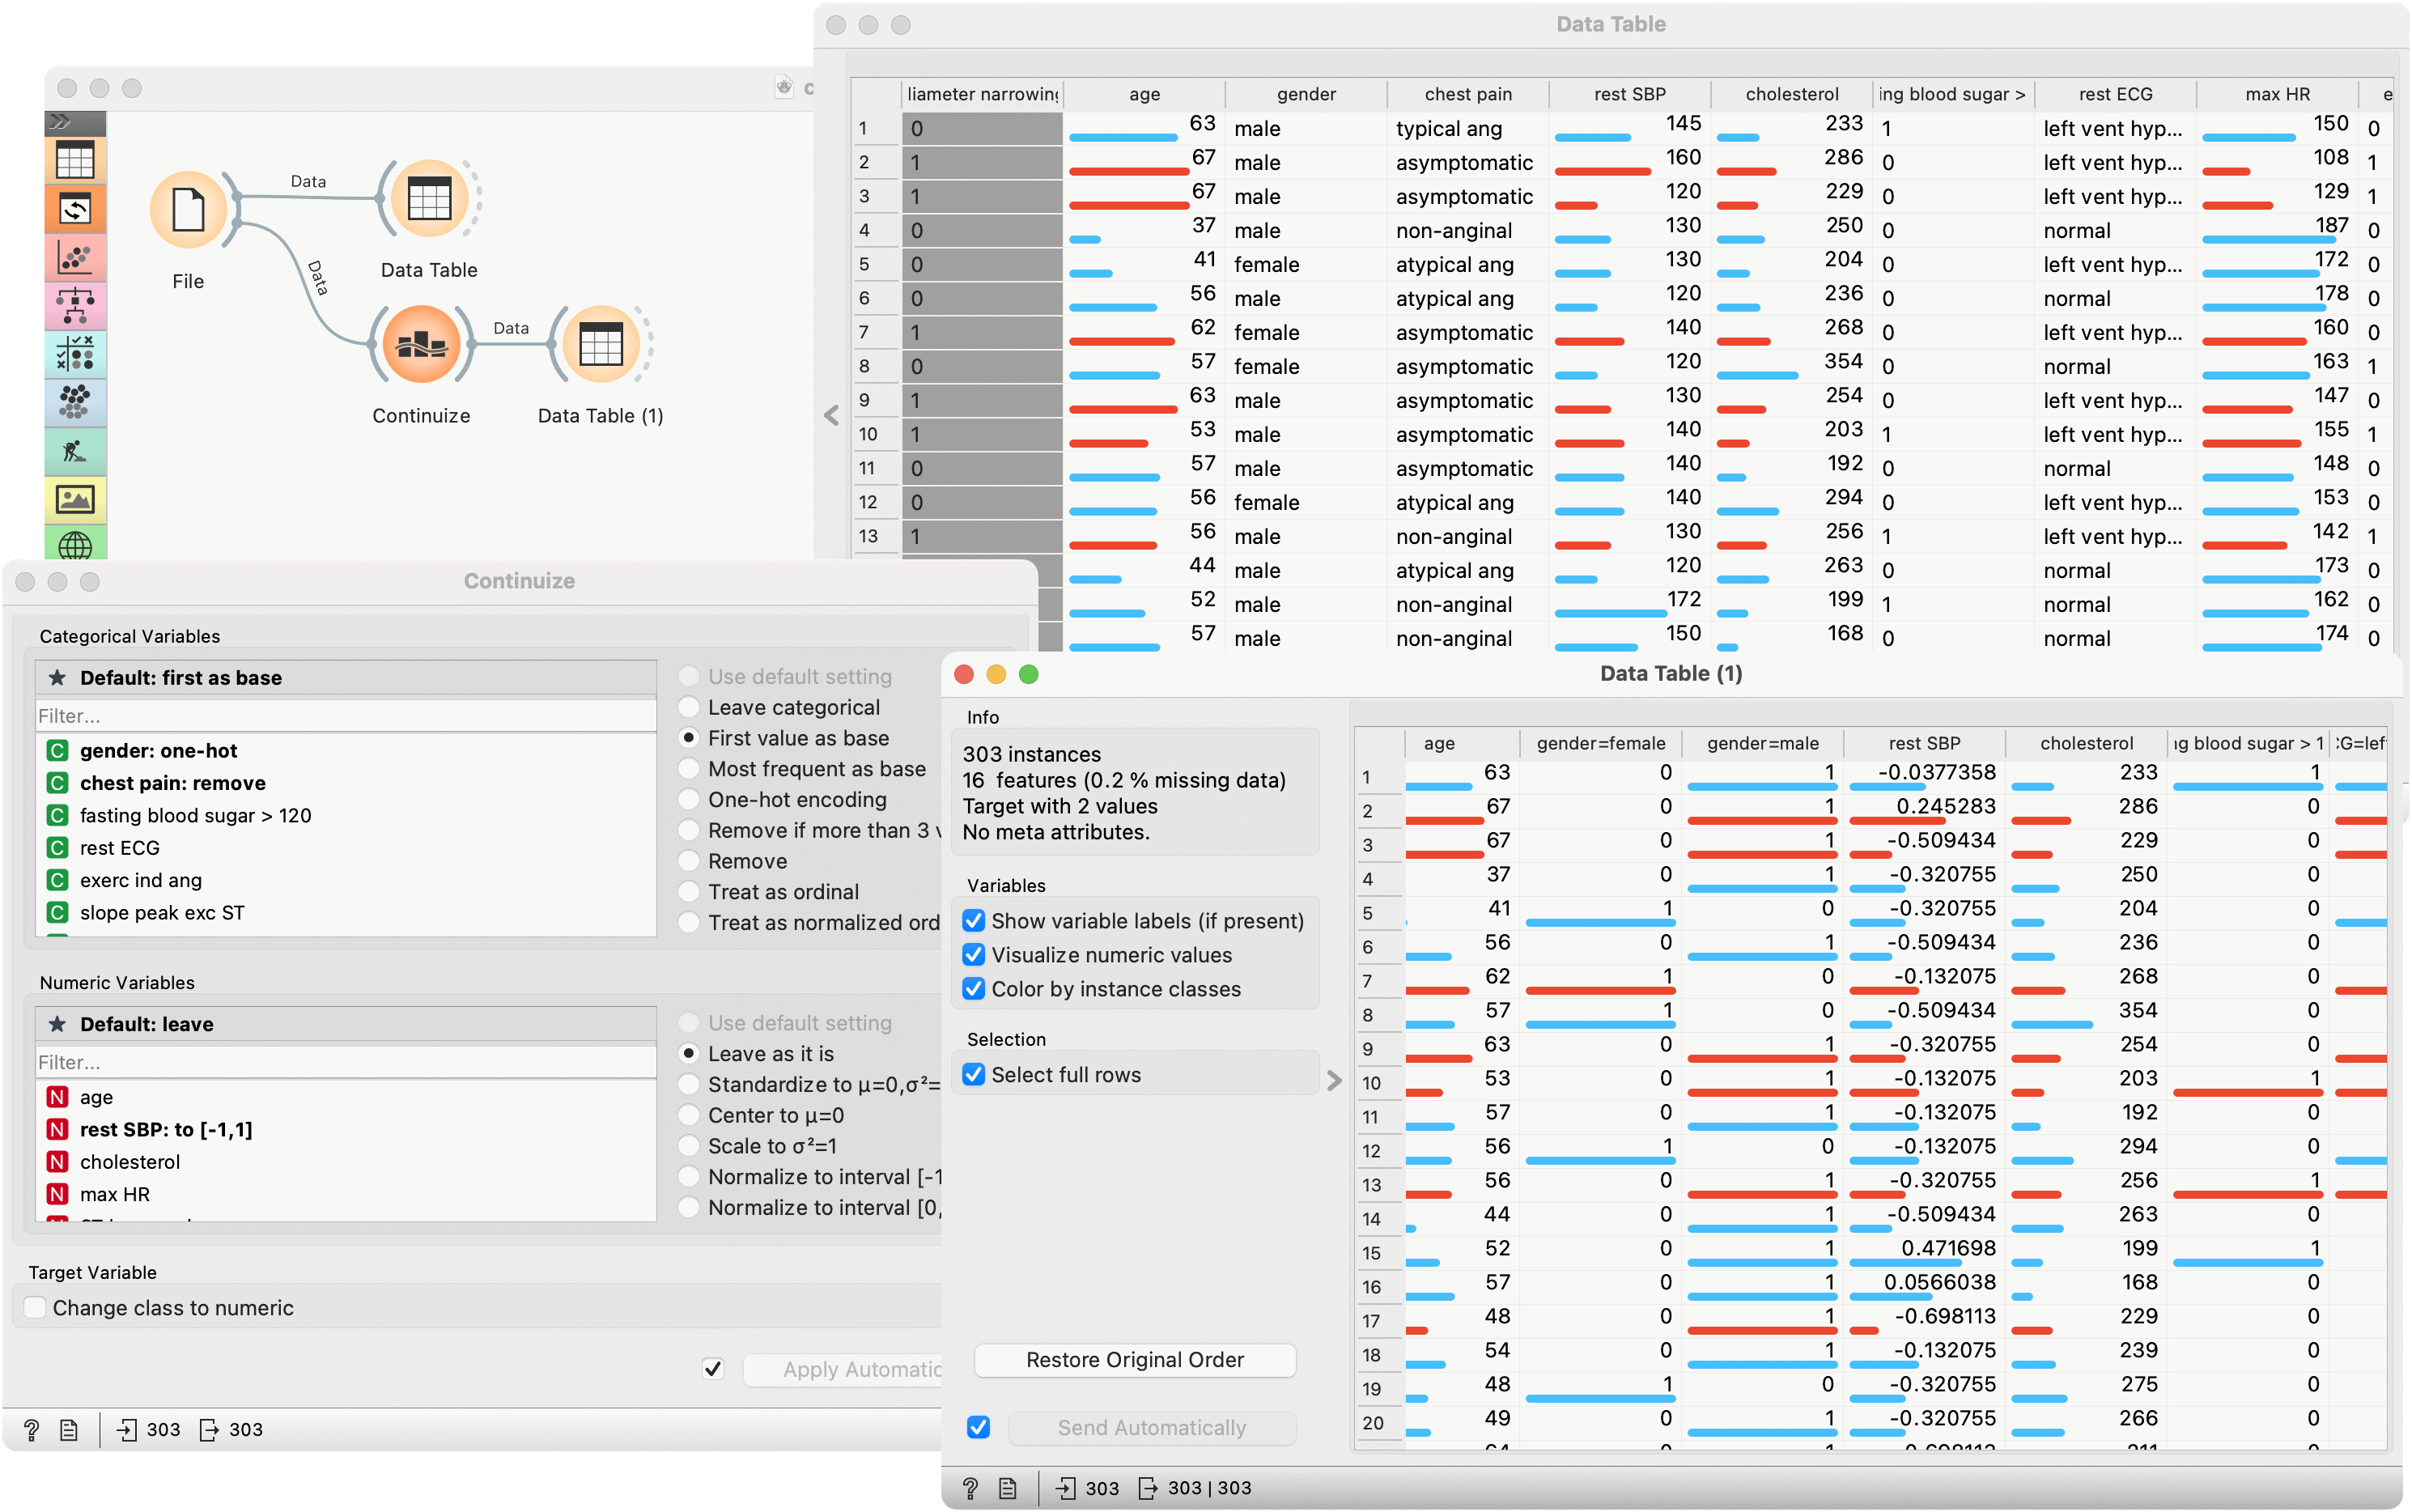 Data Table
liameter narrowing age gender chest pain rest SBP cholesterol ing blood sugar > rest ECG max HR e
1 0 63 male typical ang 145 233 1 left vent hyp... 150 0
2 1 67 male asymptomatic 160 286 0 left vent hyp... 108 1
3 1 67 male asymptomatic 120 229 0 left vent hyp... 129 1
4 0 37 male non-anginal 130 250 0 normal 187 0
5 0 41 female atypical ang 130 204 0 left vent hyp... 172 0
6 0 56 male atypical ang 120 236 0 normal 178 0
7 1 62 female asymptomatic 140 268 0 left vent hyp... 160 0
8 0 57 female asymptomatic 120 354 0 normal 163 1
9 1 63 male asymptomatic 130 254 0 left vent hyp... 147 0
10 1 53 male asymptomatic 140 203 1 left vent hyp... 155 1
11 0 57 male asymptomatic 140 192 0 normal 148 0
12 0 56 female atypical ang 140 294 0 left vent hyp... 153 0
13 1 56 male non-anginal 130 256 1 left vent hyp... 142 1
44 male atypical ang 120 263 0 normal 173 0
52 male non-anginal 172 199 1 normal 162 0
57 male non-anginal 150 168 0 normal 174 0
File
Data
Data Table
Data
Continuize
Data
Data Table (1)
Continuize
Categorical Variables
Default: first as base
Filter...
C gender: one-hot
C chest pain: remove
C fasting blood sugar > 120
C rest ECG
C exerc ind ang
C slope peak exc ST
Use default setting
Leave categorical
First value as base
Most frequent as base
One-hot encoding
Remove if more than 3 v
Remove
Treat as ordinal
Treat as normalized ord
Numeric Variables
Default: leave
Filter...
N age
N rest SBP: to [-1,1]
N cholesterol
N max HR
Use default setting
Leave as it is
Standardize to μ=0,σ²=
Center to μ=0
Scale to σ²=1
Normalize to interval [-1
Normalize to interval [0,
Target Variable
Change class to numeric
Apply Automatic
? 303 303
Data Table (1)
Info
303 instances
16 features (0.2 % missing data)
Target with 2 values
No meta attributes.
Variables
Show variable labels (if present)
Visualize numeric values
Color by instance classes
Selection
Select full rows
Restore Original Order
Send Automatically
? 303 303 | 303
age gender=female gender=male rest SBP cholesterol ng blood sugar > 1 :G=lef
1 63 0 1 -0.0377358 233 1
2 67 0 1 0.245283 286 0
3 67 0 1 -0.509434 229 0
4 37 0 1 -0.320755 250 0
5 41 1 0 -0.320755 204 0
6 56 0 1 -0.509434 236 0
7 62 1 0 -0.132075 268 0
8 57 1 0 -0.509434 354 0
9 63 0 1 -0.320755 254 0
10 53 0 1 -0.132075 203 1
11 57 0 1 -0.132075 192 0
12 56 1 0 -0.132075 294 0
13 56 0 1 -0.320755 256 1
14 44 0 1 -0.509434 263 0
15 52 0 1 0.471698 199 1
16 57 0 1 0.0566038 168 0
17 48 0 1 -0.698113 229 0
18 54 0 1 -0.132075 239 0
19 48 1 0 -0.320755 275 0
20 49 0 1 -0.320755 266 0